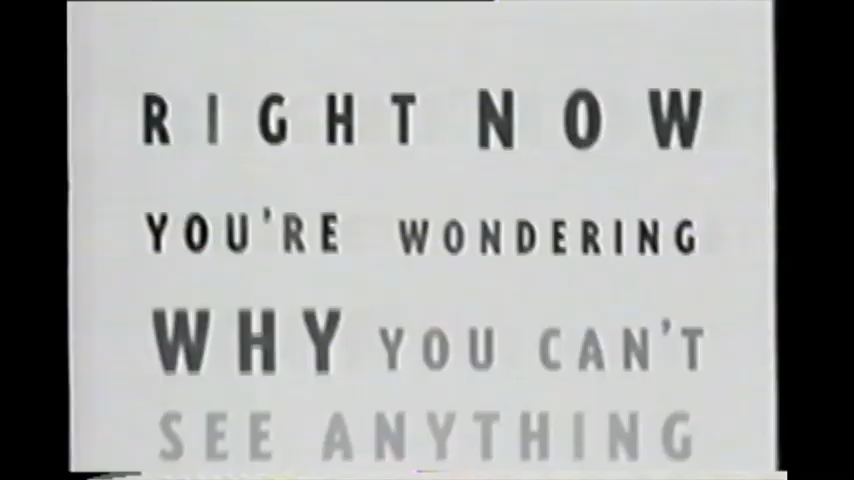 RIGHT NOW
YOU'RE WONDERING
WHY YOU CAN'T
SEE ANYTHING